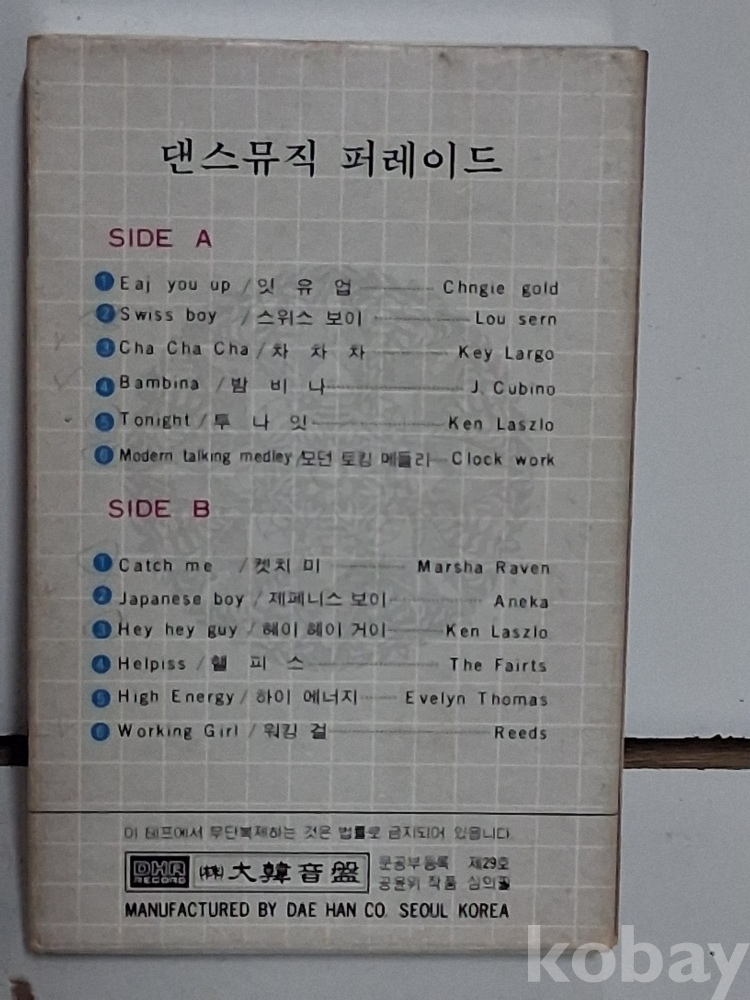 댄스뮤직 퍼레이드
SIDE A
1 Eaj you up / 잇 유 업 Chngie gold
2 Swiss boy / 스위스 보이 Lou sern
3 Cha Cha Cha / 차 차 차 Key Largo
4 Bambina / 밤 비 나 J. Cubino
5 Tonight / 투 나 잇 Ken Laszlo
6 Modern talking medley / 모던 토킹 메들리 Clock work
SIDE B
1 Catch me / 켓치 미 Marsha Raven
2 Japanese boy / 제페니스 보이 Aneka
3 Hey hey guy / 헤이 헤이 거이 Ken Laszlo
4 Helpiss / 헬 피 스 The Fairts
5 High Energy / 하이 에너지 Evelyn Thomas
6 Working Girl / 워킹 걸 Reeds
이 테프에서 무단복제하는 것은 법률로 금지되어 있읍니다
DHR RECORD (株) 大韓音盤 문공부등록 제29호
공윤위 작품 심의필
MANUFACTURED BY DAE HAN CO. SEOUL KOREA
kobay